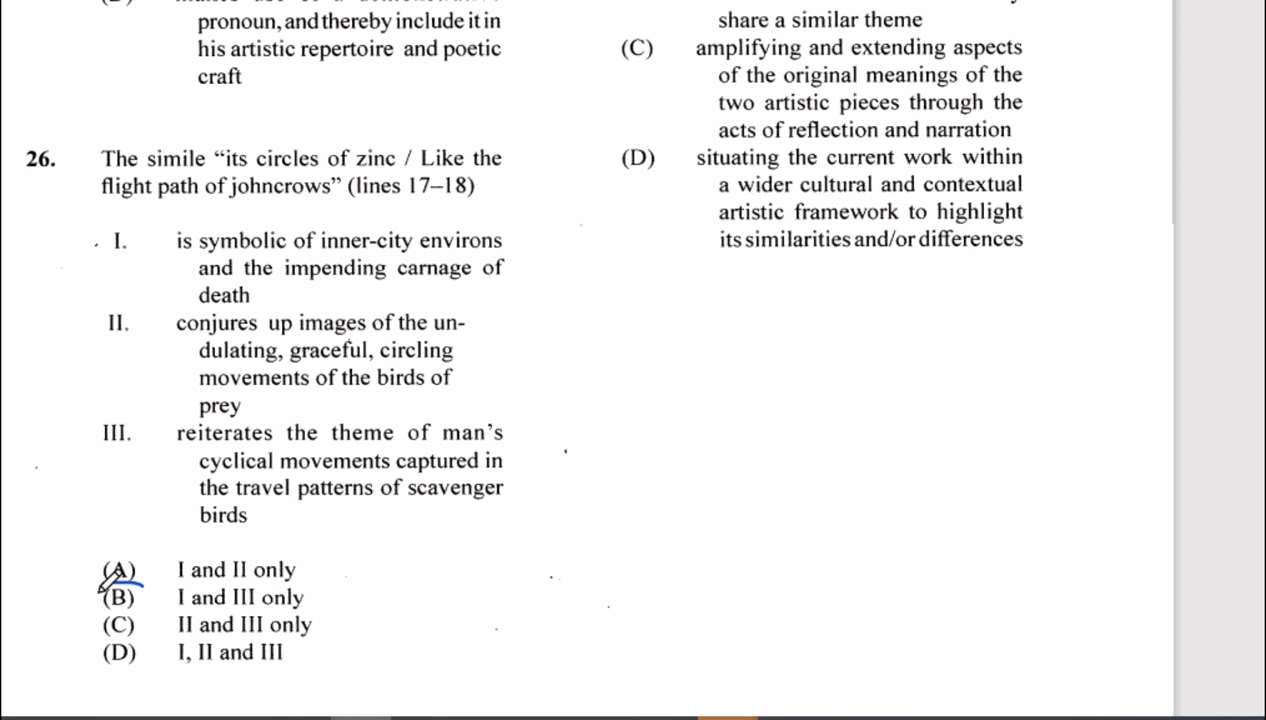 pronoun, and thereby include it in
his artistic repertoire and poetic
craft
26. The simile “its circles of zinc / Like the
flight path of johncrows” (lines 17–18)
I. is symbolic of inner-city environs
and the impending carnage of
death
II. conjures up images of the un-
dulating, graceful, circling
movements of the birds of
prey
III. reiterates the theme of man’s
cyclical movements captured in
the travel patterns of scavenger
birds
(A) I and II only
(B) I and III only
(C) II and III only
(D) I, II and III
share a similar theme
(C) amplifying and extending aspects
of the original meanings of the
two artistic pieces through the
acts of reflection and narration
(D) situating the current work within
a wider cultural and contextual
artistic framework to highlight
its similarities and/or differences